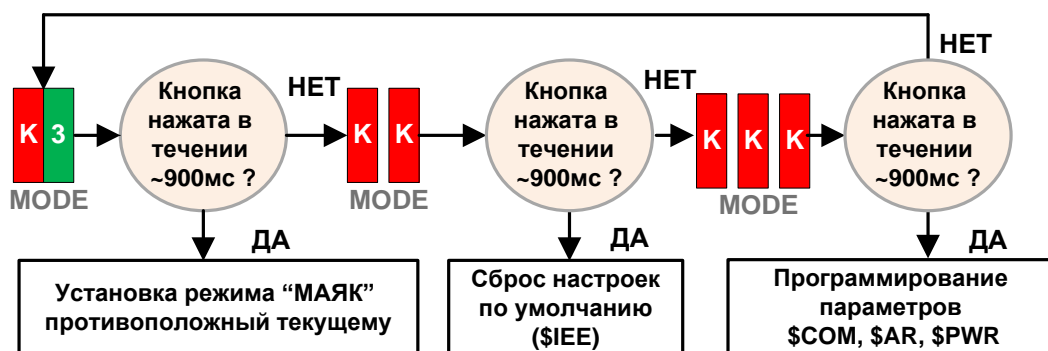 НЕТ
К З
MODE
Кнопка
нажата в
течении
~900мс ?
НЕТ
К К
MODE
Кнопка
нажата в
течении
~900мс ?
НЕТ
К К К
MODE
Кнопка
нажата в
течении
~900мс ?
ДА
Установка режима “МАЯК”
противоположный текущему
ДА
Сброс настроек
по умолчанию
($IEE)
ДА
Программирование
параметров
$COM, $AR, $PWR